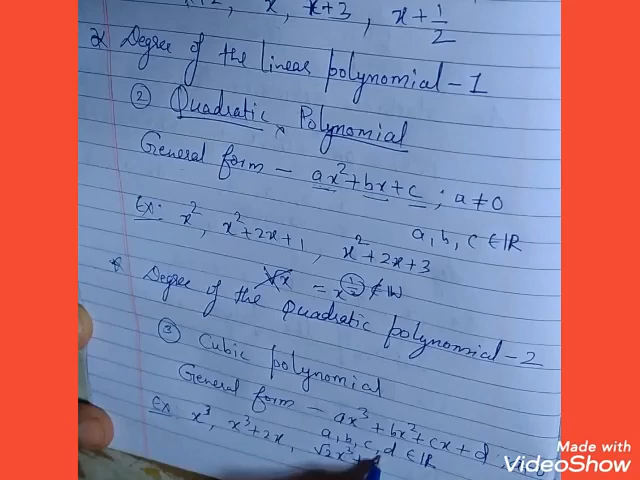 x, x+3, x+1/2
* Degree of the linear polynomial - 1
② Quadratic Polynomial
General form - ax²+bx+c ; a≠0
a, b, c ∈ IR
Ex: x², x²+2x+1, x²+2x+3
√x = x^(1/2) ∉ W
* Degree of the Quadratic polynomial - 2
③ Cubic polynomial
General form - ax³+bx²+cx+d ;
a, b, c, d ∈ IR
Ex x³, x³+2x, √2x³+
Made with
VideoShow